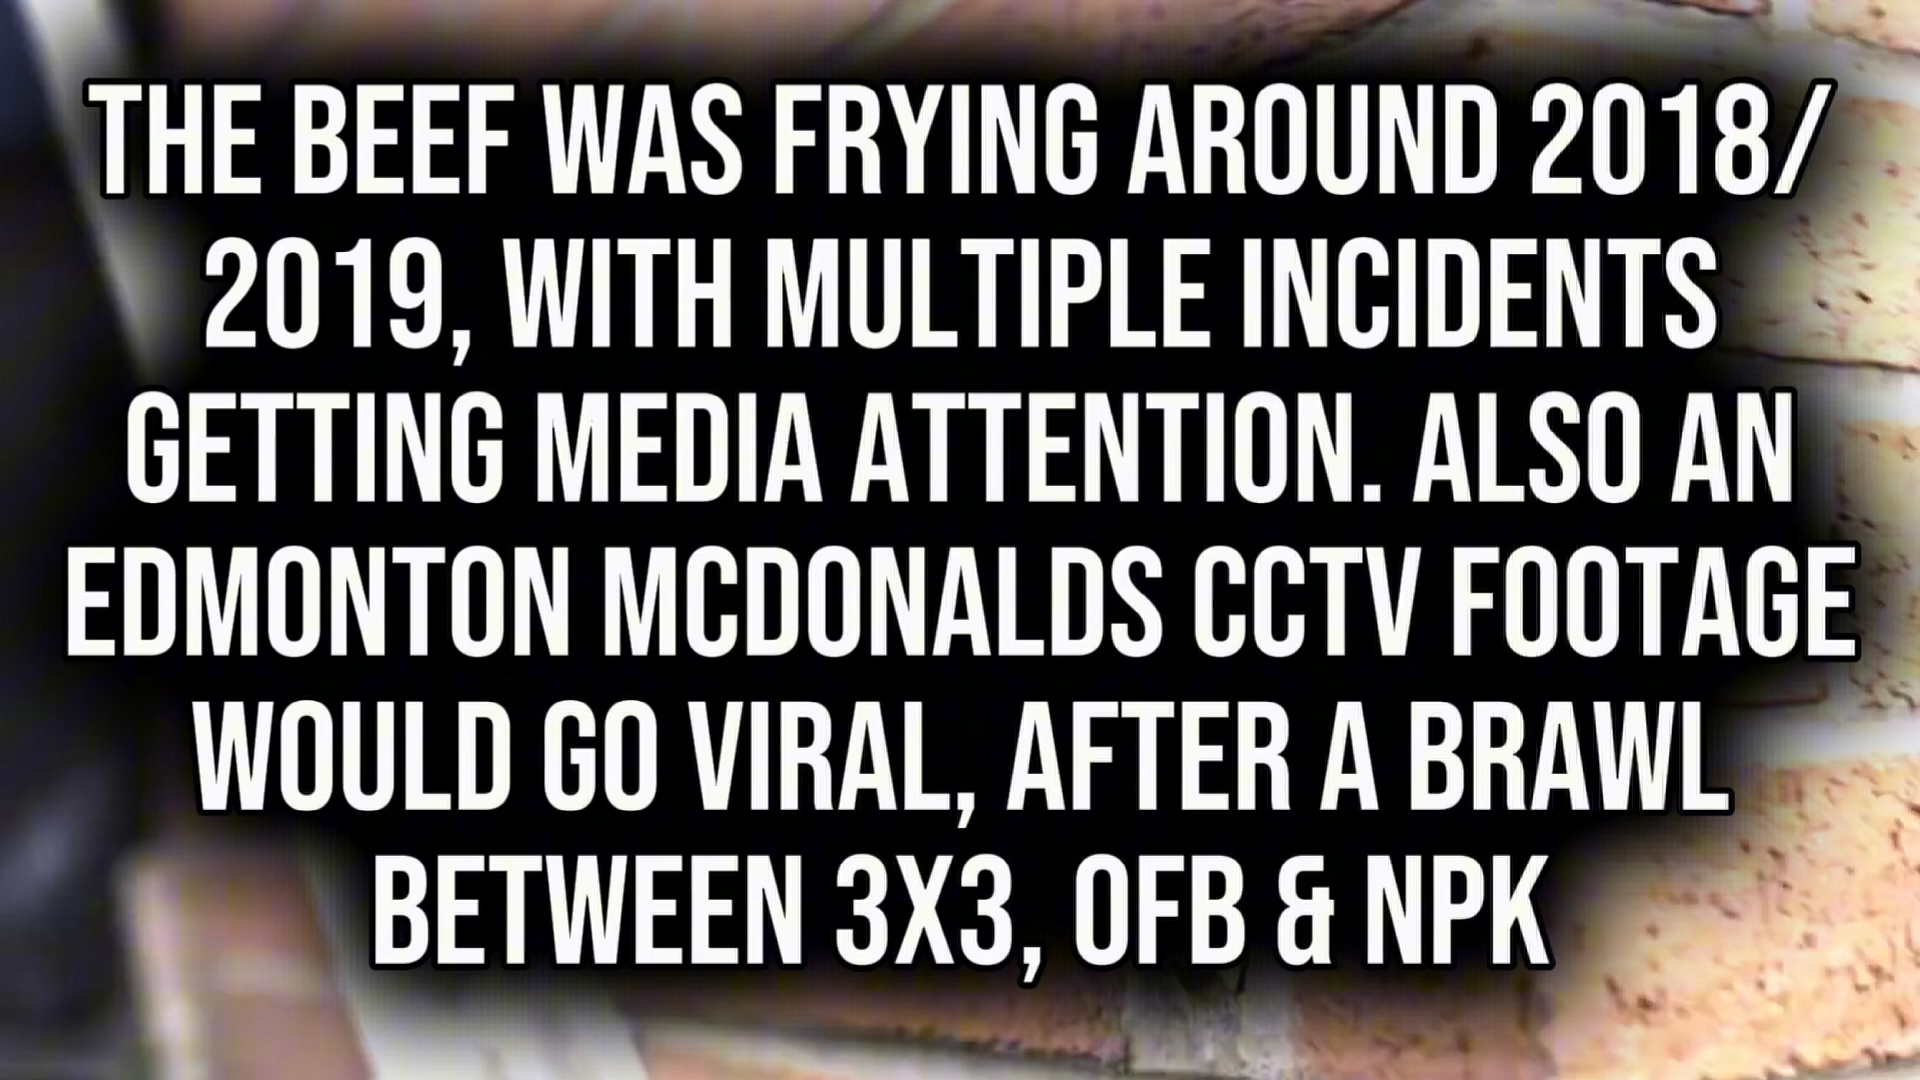 THE BEEF WAS FRYING AROUND 2018/
2019, WITH MULTIPLE INCIDENTS
GETTING MEDIA ATTENTION. ALSO AN
EDMONTON MCDONALDS CCTV FOOTAGE
WOULD GO VIRAL, AFTER A BRAWL
BETWEEN 3X3, OFB & NPK